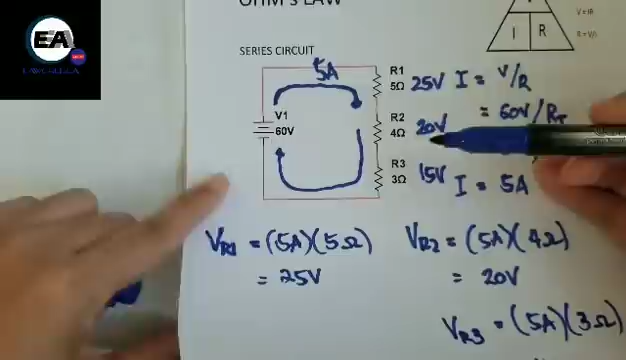 OHM's LAW
EA
SERIES CIRCUIT
I R
V = IR
R = V/I
5A
R1
5Ω
25V
I = V/R
V1
60V
R2
4Ω
20V
= 60V/RT
R3
3Ω
15V
I = 5A
VR1 = (5A)(5Ω)
= 25V
VR2 = (5A)(4Ω)
= 20V
VR3 = (5A)(3Ω)